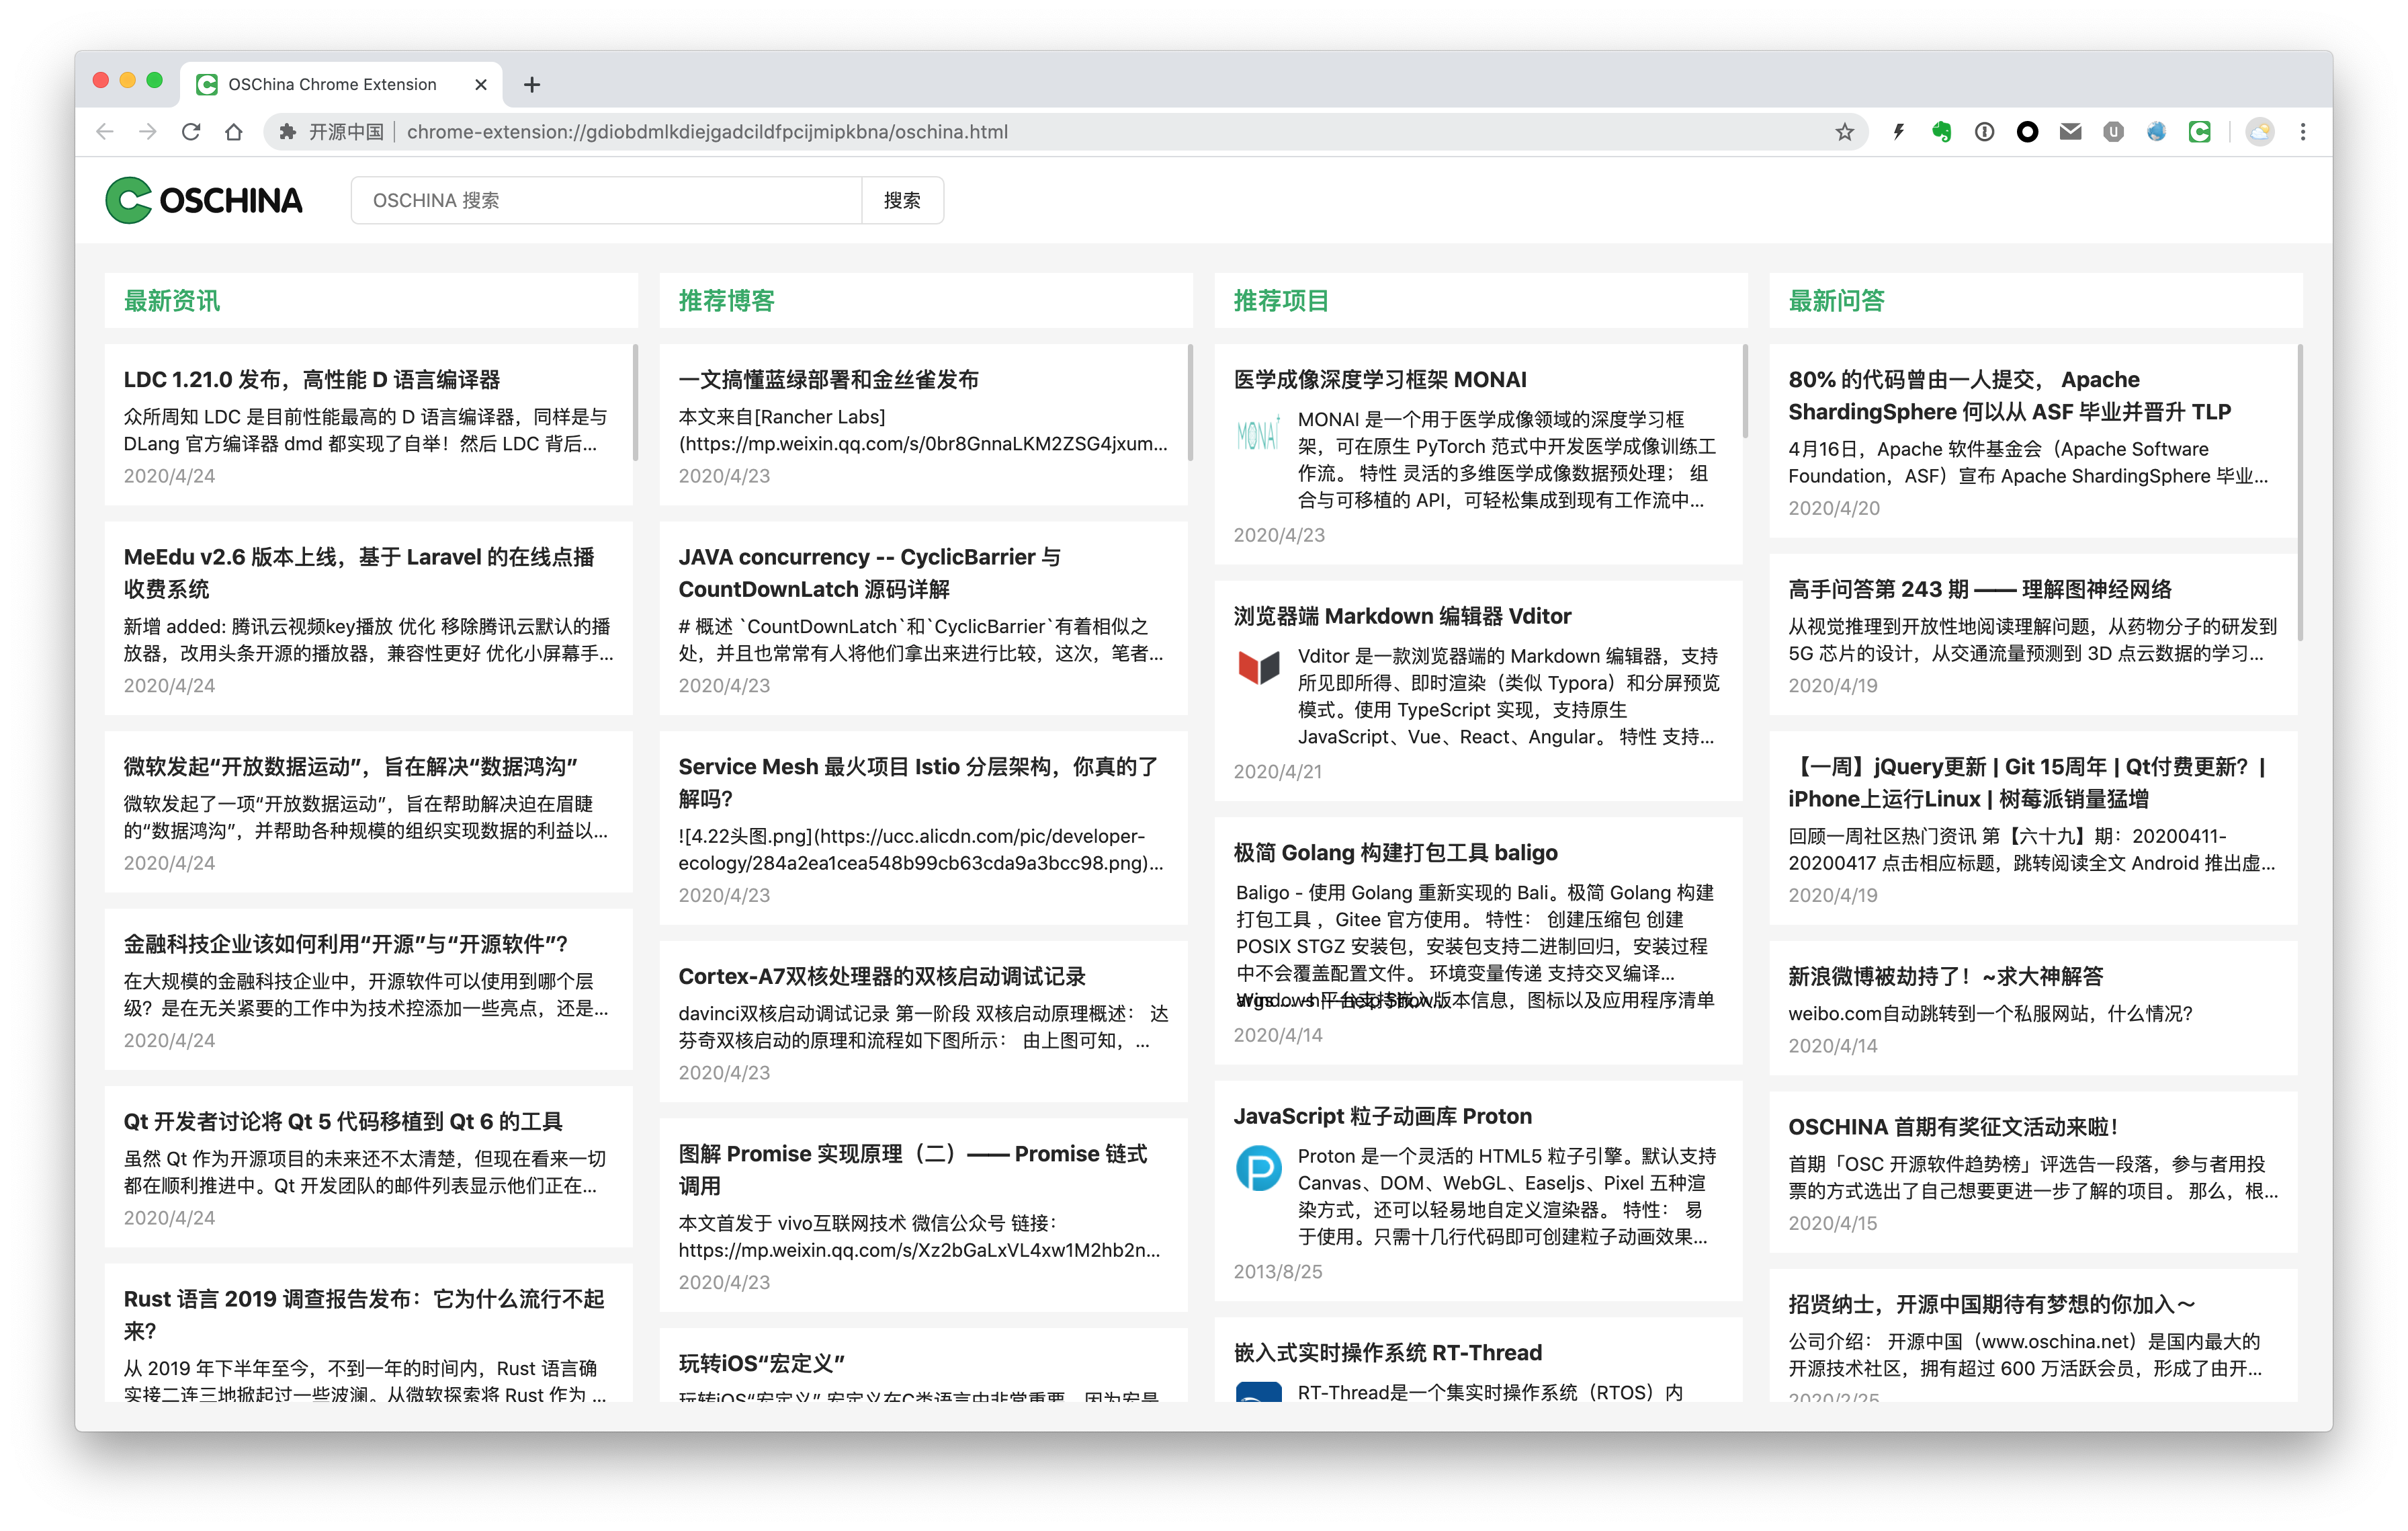 OSChina Chrome Extension
开源中国 chrome-extension://gdiobdmlkdiejgadcildfpcijmipkbna/oschina.html
OSCHINA
OSCHINA 搜索
搜索
最新资讯
LDC 1.21.0 发布，高性能 D 语言编译器
众所周知 LDC 是目前性能最高的 D 语言编译器，同样是与
DLang 官方编译器 dmd 都实现了自举！然后 LDC 背后...
2020/4/24
MeEdu v2.6 版本上线，基于 Laravel 的在线点播
收费系统
新增 added: 腾讯云视频key播放 优化 移除腾讯云默认的播
放器，改用头条开源的播放器，兼容性更好 优化小屏幕手...
2020/4/24
微软发起“开放数据运动”，旨在解决“数据鸿沟”
微软发起了一项“开放数据运动”，旨在帮助解决迫在眉睫
的“数据鸿沟”，并帮助各种规模的组织实现数据的利益以...
2020/4/24
金融科技企业该如何利用“开源”与“开源软件”？
在大规模的金融科技企业中，开源软件可以使用到哪个层
级？是在无关紧要的工作中为技术控添加一些亮点，还是...
2020/4/24
Qt 开发者讨论将 Qt 5 代码移植到 Qt 6 的工具
虽然 Qt 作为开源项目的未来还不太清楚，但现在看来一切
都在顺利推进中。Qt 开发团队的邮件列表显示他们正在...
2020/4/24
Rust 语言 2019 调查报告发布：它为什么流行不起
来？
从 2019 年下半年至今，不到一年的时间内，Rust 语言确
实接二连三地掀起过一些波澜。从微软探索将 Rust 作为 ...
推荐博客
一文搞懂蓝绿部署和金丝雀发布
本文来自[Rancher Labs]
(https://mp.weixin.qq.com/s/0br8GnnaLKM2ZSG4jxum...
2020/4/23
JAVA concurrency -- CyclicBarrier 与
CountDownLatch 源码详解
# 概述 `CountDownLatch`和`CyclicBarrier`有着相似之
处，并且也常常有人将他们拿出来进行比较，这次，笔者...
2020/4/23
Service Mesh 最火项目 Istio 分层架构，你真的了
解吗？
![4.22头图.png](https://ucc.alicdn.com/pic/developer-
ecology/284a2ea1cea548b99cb63cda9a3bcc98.png)...
2020/4/23
Cortex-A7双核处理器的双核启动调试记录
davinci双核启动调试记录 第一阶段 双核启动原理概述： 达
芬奇双核启动的原理和流程如下图所示： 由上图可知，...
2020/4/23
图解 Promise 实现原理（二）—— Promise 链式
调用
本文首发于 vivo互联网技术 微信公众号 链接：
https://mp.weixin.qq.com/s/Xz2bGaLxVL4xw1M2hb2n...
2020/4/23
玩转iOS“宏定义”
玩转iOS“宏定义” 宏定义在C类语言中非常重要，因为宏是
推荐项目
医学成像深度学习框架 MONAI
MONAI
MONAI 是一个用于医学成像领域的深度学习框
架，可在原生 PyTorch 范式中开发医学成像训练工
作流。 特性 灵活的多维医学成像数据预处理； 组
合与可移植的 API，可轻松集成到现有工作流中...
2020/4/23
浏览器端 Markdown 编辑器 Vditor
Vditor 是一款浏览器端的 Markdown 编辑器，支持
所见即所得、即时渲染（类似 Typora）和分屏预览
模式。使用 TypeScript 实现，支持原生
JavaScript、Vue、React、Angular。 特性 支持...
2020/4/21
极简 Golang 构建打包工具 baligo
Baligo - 使用 Golang 重新实现的 Bali。极简 Golang 构建
打包工具 ，Gitee 官方使用。 特性： 创建压缩包 创建
POSIX STGZ 安装包，安装包支持二进制回归，安装过程
中不会覆盖配置文件。 环境变量传递 支持交叉编译...
版本信息，图标以及应用程序清单
2020/4/14
JavaScript 粒子动画库 Proton
Proton 是一个灵活的 HTML5 粒子引擎。默认支持
Canvas、DOM、WebGL、Easeljs、Pixel 五种渲
染方式，还可以轻易地自定义渲染器。 特性： 易
于使用。只需十几行代码即可创建粒子动画效果...
2013/8/25
嵌入式实时操作系统 RT-Thread
RT-Thread是一个集实时操作系统（RTOS）内
最新问答
80% 的代码曾由一人提交， Apache
ShardingSphere 何以从 ASF 毕业并晋升 TLP
4月16日，Apache 软件基金会（Apache Software
Foundation，ASF）宣布 Apache ShardingSphere 毕业...
2020/4/20
高手问答第 243 期 —— 理解图神经网络
从视觉推理到开放性地阅读理解问题，从药物分子的研发到
5G 芯片的设计，从交通流量预测到 3D 点云数据的学习...
2020/4/19
【一周】jQuery更新 | Git 15周年 | Qt付费更新？|
iPhone上运行Linux | 树莓派销量猛增
回顾一周社区热门资讯 第【六十九】期：20200411-
20200417 点击相应标题，跳转阅读全文 Android 推出虚...
2020/4/19
新浪微博被劫持了！~求大神解答
weibo.com自动跳转到一个私服网站，什么情况？
2020/4/14
OSCHINA 首期有奖征文活动来啦！
首期「OSC 开源软件趋势榜」评选告一段落，参与者用投
票的方式选出了自己想要更进一步了解的项目。 那么，根...
2020/4/15
招贤纳士，开源中国期待有梦想的你加入～
公司介绍： 开源中国（www.oschina.net）是国内最大的
开源技术社区，拥有超过 600 万活跃会员，形成了由开...
2020/2/25